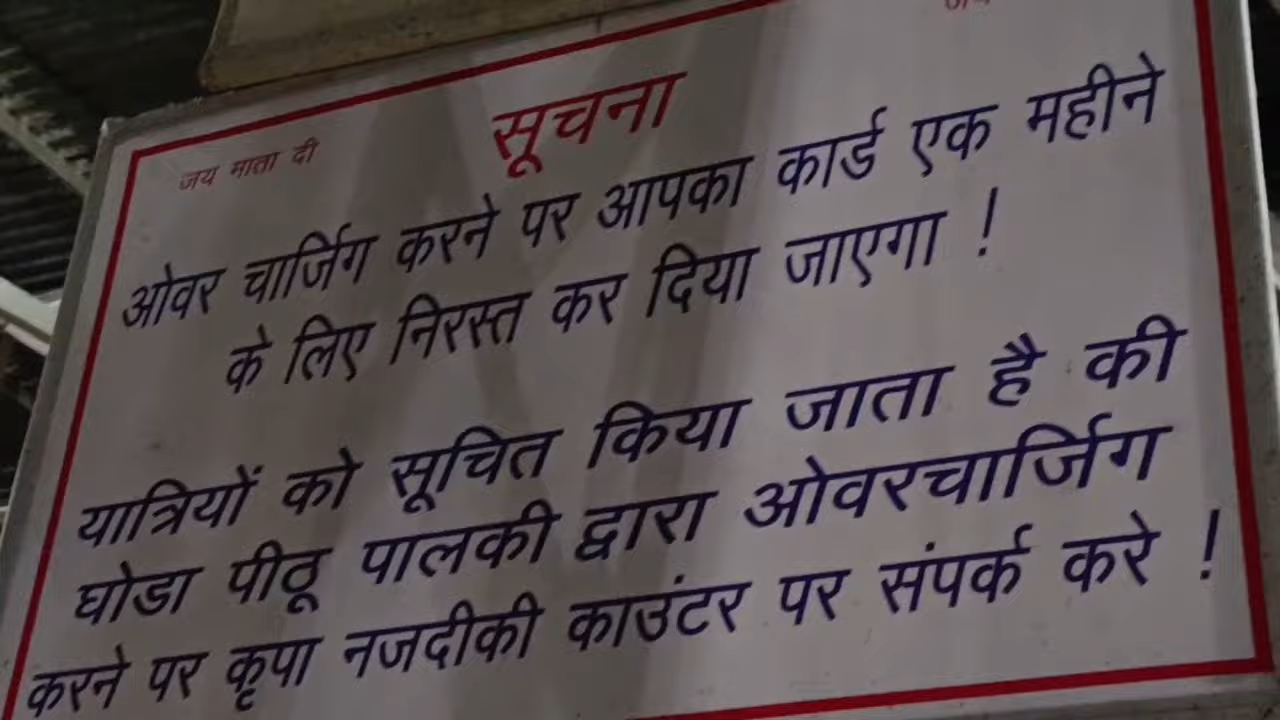 जय माता दी
सूचना
ओवर चार्जिंग करने पर आपका कार्ड एक महीने
के लिए निरस्त कर दिया जाएगा !
यात्रियों को सूचित किया जाता है की
घोडा पीठू पालकी द्वारा ओवरचार्जिग
करने पर कृपा नजदीकी काउंटर पर संपर्क करे !